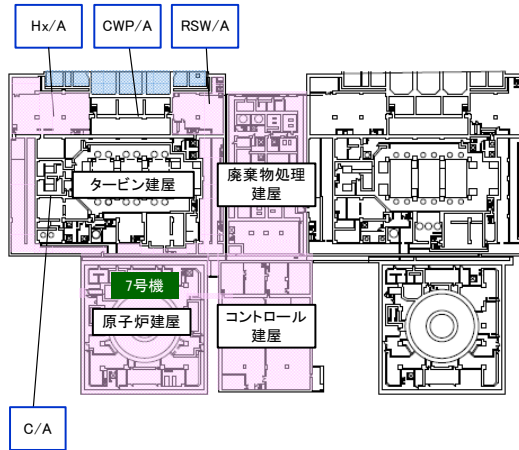 Hx/A
CWP/A
RSW/A
タービン建屋
廃棄物処理
建屋
7号機
原子炉建屋
コントロール
建屋
C/A